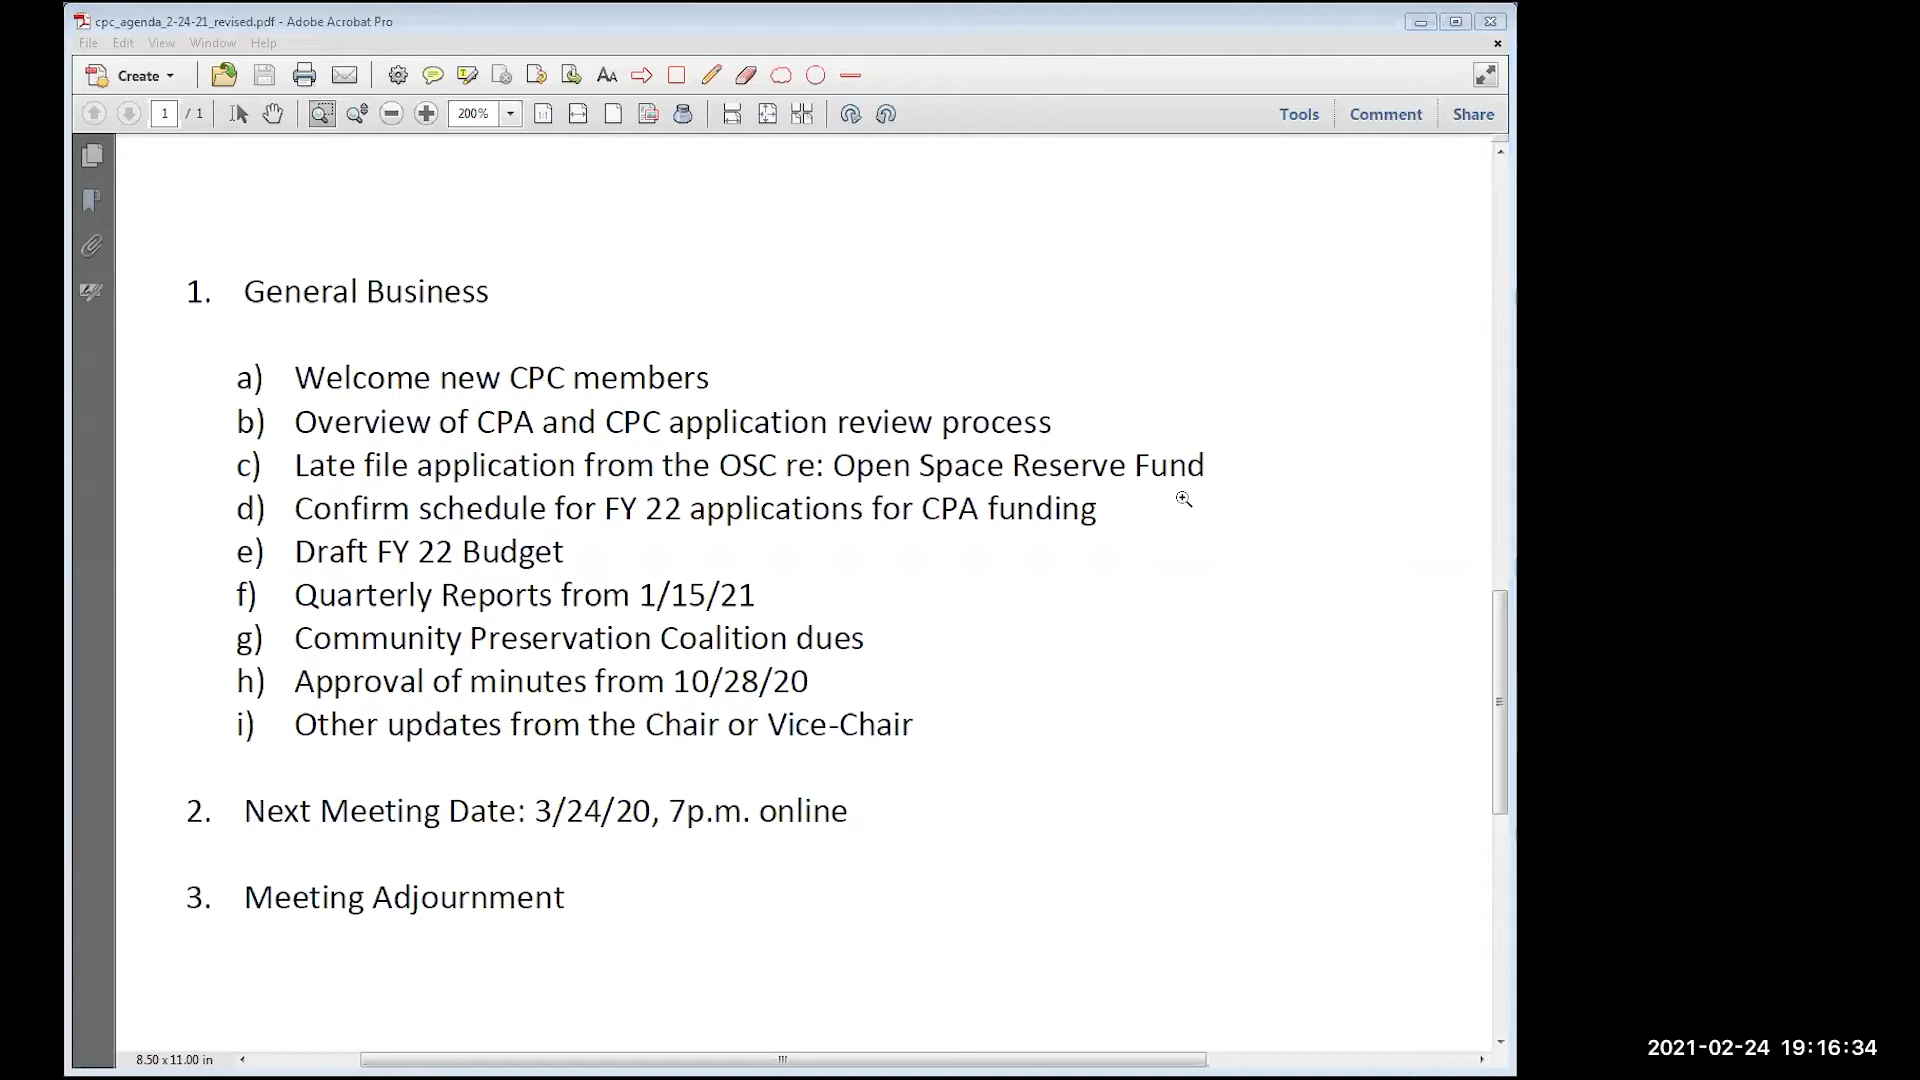 cpc_agenda_2-24-21_revised.pdf - Adobe Acrobat Pro
File Edit View Window Help
Create
1 / 1 200% Tools Comment Share
1. General Business
a) Welcome new CPC members
b) Overview of CPA and CPC application review process
c) Late file application from the OSC re: Open Space Reserve Fund
d) Confirm schedule for FY 22 applications for CPA funding
e) Draft FY 22 Budget
f) Quarterly Reports from 1/15/21
g) Community Preservation Coalition dues
h) Approval of minutes from 10/28/20
i) Other updates from the Chair or Vice-Chair
2. Next Meeting Date: 3/24/20, 7p.m. online
3. Meeting Adjournment
8.50 x 11.00 in
2021-02-24 19:16:34